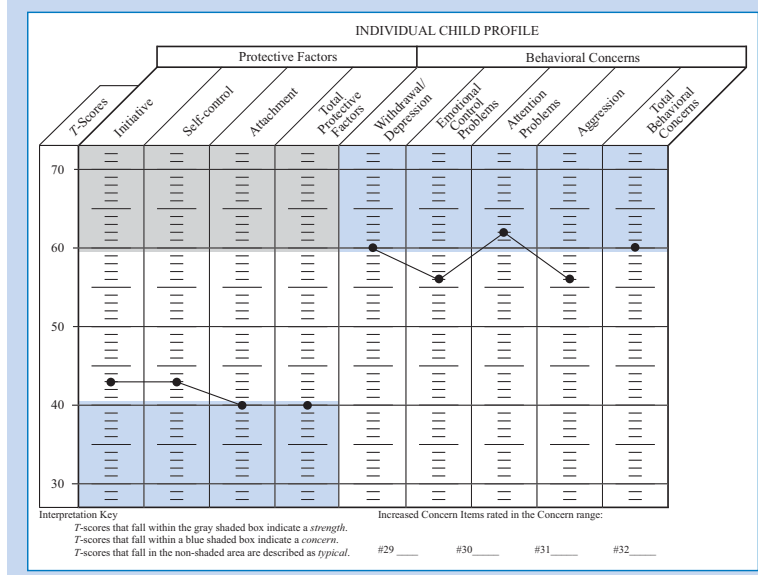 INDIVIDUAL CHILD PROFILE
Protective Factors
Behavioral Concerns
T-Scores
Initiative
Self-control
Attachment
Total
Protective
Factors
Withdrawal/
Depression
Emotional
Control
Problems
Attention
Problems
Aggression
Total
Behavioral
Concerns
70
60
50
40
30
Interpretation Key
T-scores that fall within the gray shaded box indicate a strength.
T-scores that fall within a blue shaded box indicate a concern.
T-scores that fall in the non-shaded area are described as typical.
Increased Concern Items rated in the Concern range:
#29 ____ #30_____ #31____ #32_____